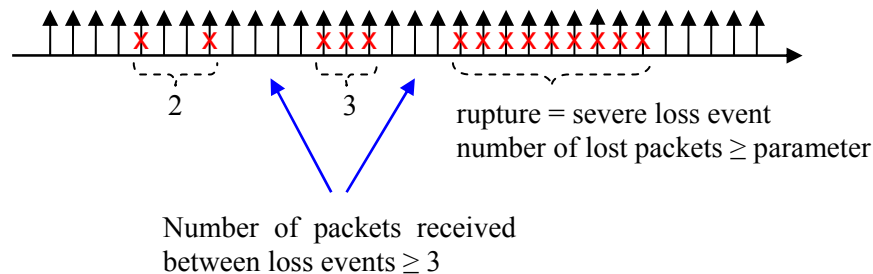 X X X X X X X X X X X X X X
2
3
rupture = severe loss event
number of lost packets ≥ parameter
Number of packets received
between loss events ≥ 3